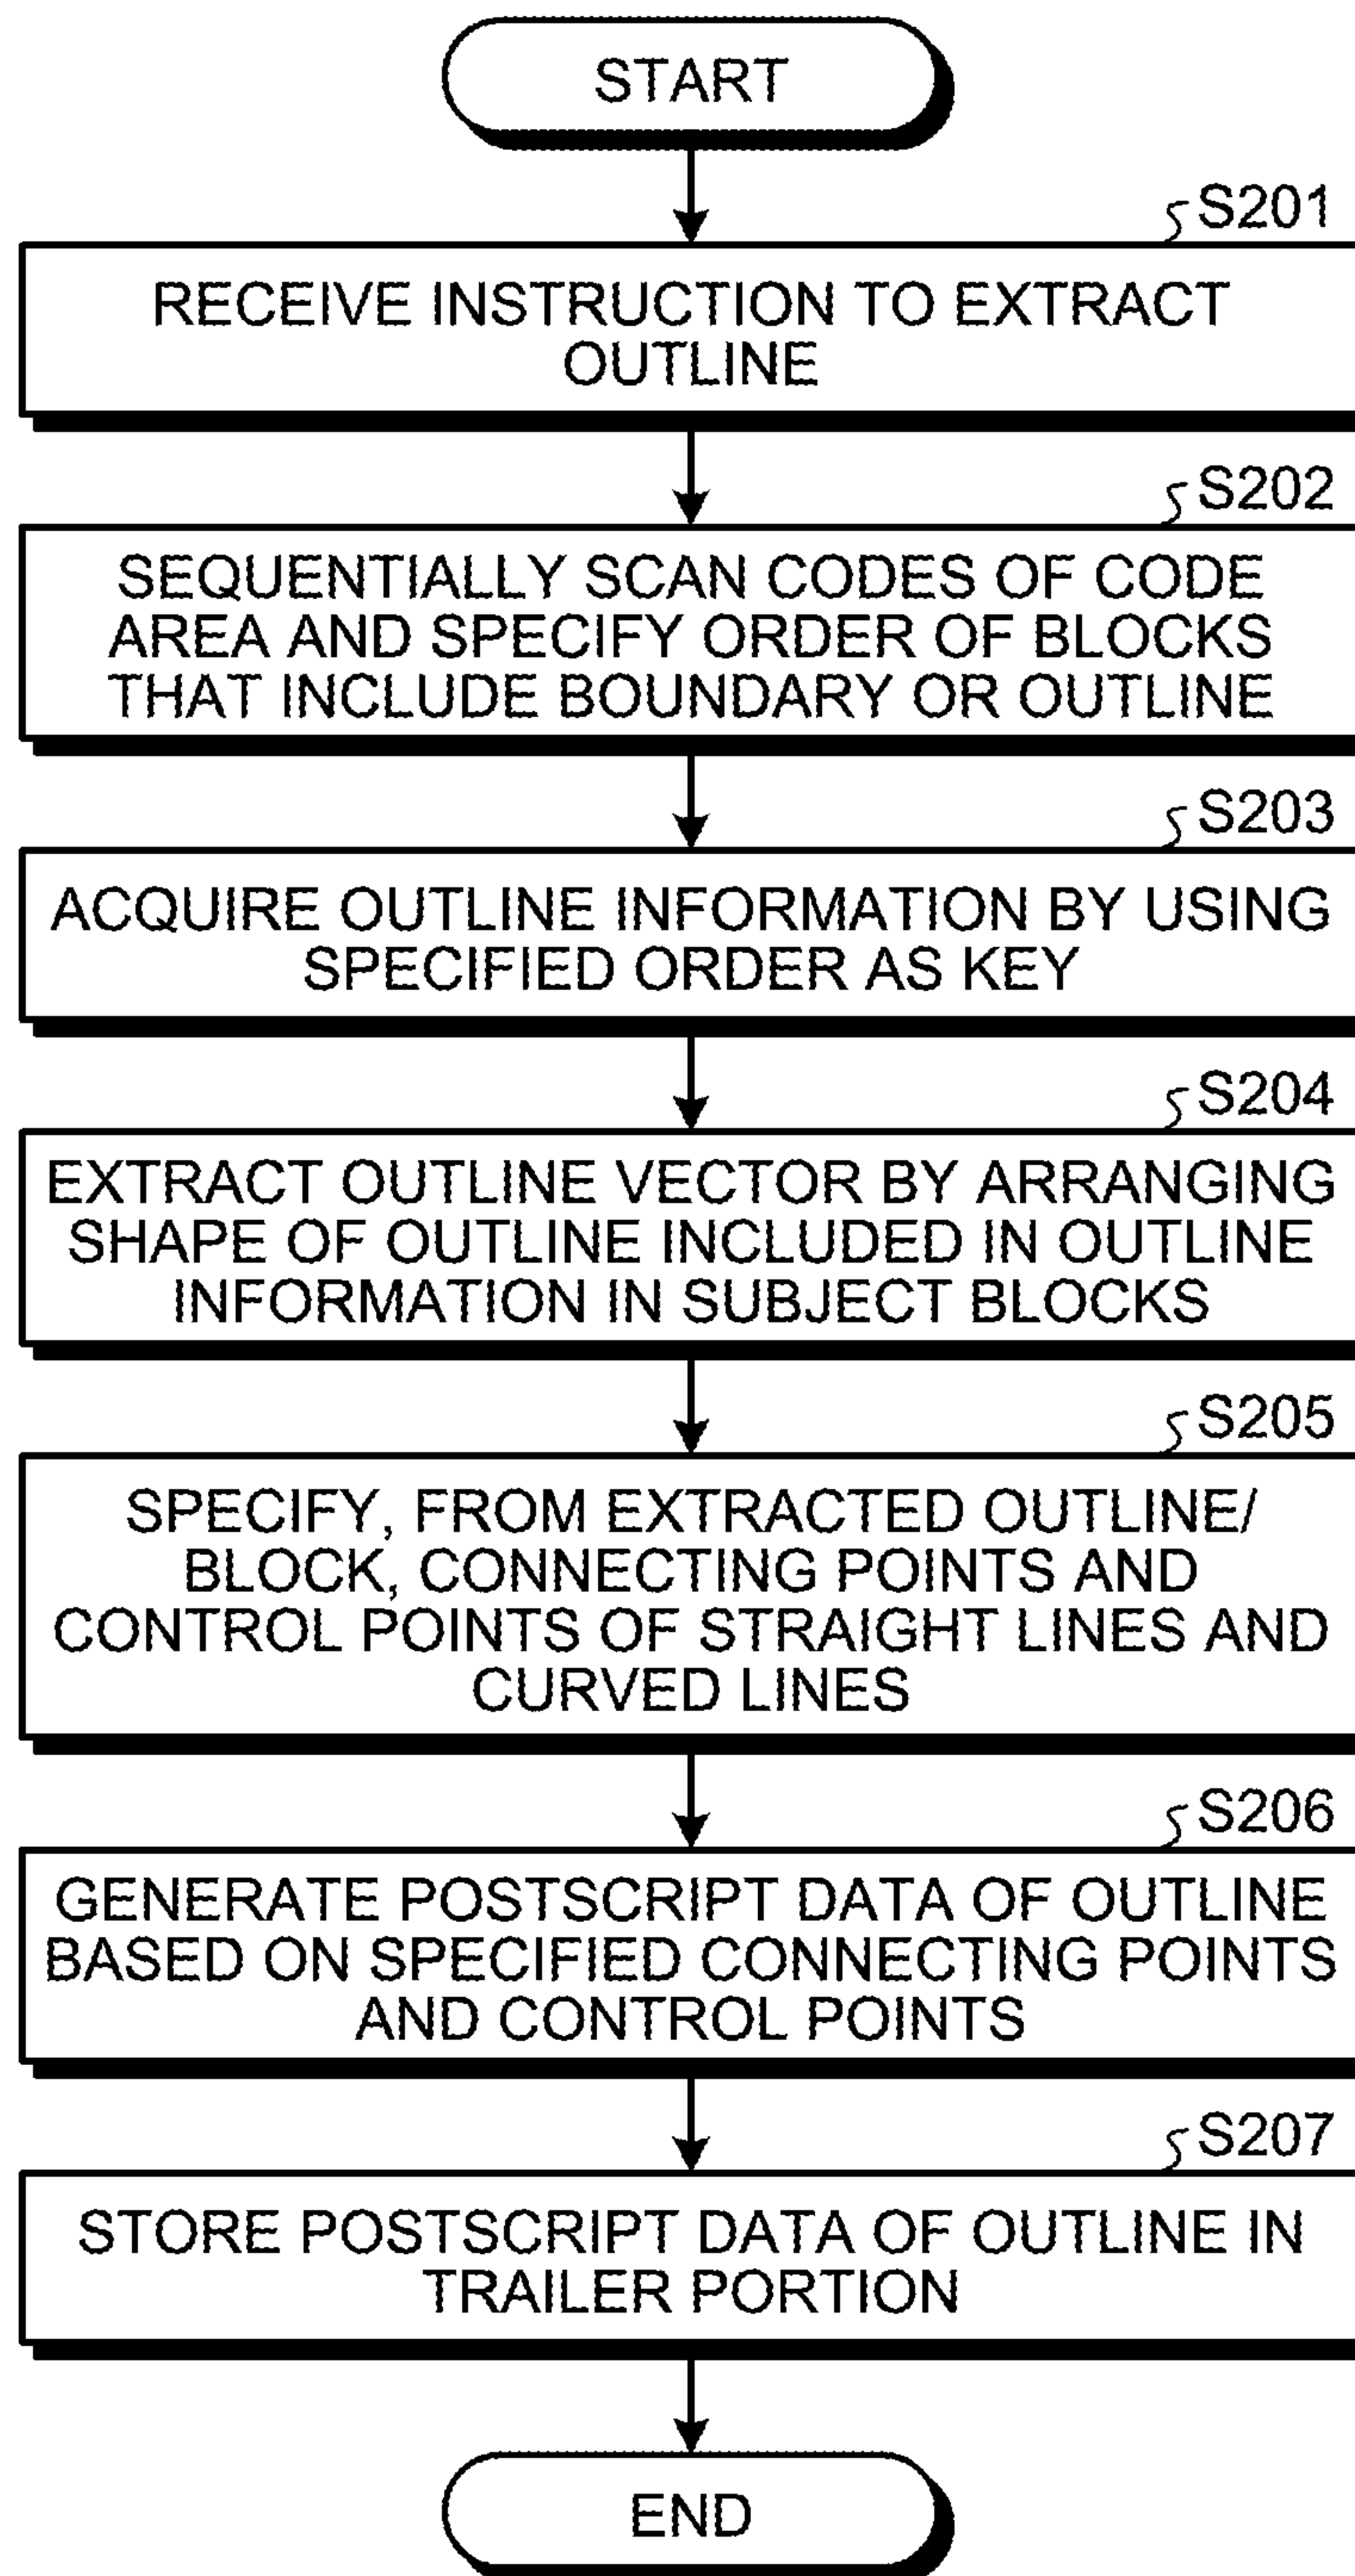 START
S201
RECEIVE INSTRUCTION TO EXTRACT
OUTLINE
S202
SEQUENTIALLY SCAN CODES OF CODE
AREA AND SPECIFY ORDER OF BLOCKS
THAT INCLUDE BOUNDARY OR OUTLINE
S203
ACQUIRE OUTLINE INFORMATION BY USING
SPECIFIED ORDER AS KEY
S204
EXTRACT OUTLINE VECTOR BY ARRANGING
SHAPE OF OUTLINE INCLUDED IN OUTLINE
INFORMATION IN SUBJECT BLOCKS
S205
SPECIFY, FROM EXTRACTED OUTLINE/
BLOCK, CONNECTING POINTS AND
CONTROL POINTS OF STRAIGHT LINES AND
CURVED LINES
S206
GENERATE POSTSCRIPT DATA OF OUTLINE
BASED ON SPECIFIED CONNECTING POINTS
AND CONTROL POINTS
S207
STORE POSTSCRIPT DATA OF OUTLINE IN
TRAILER PORTION
END